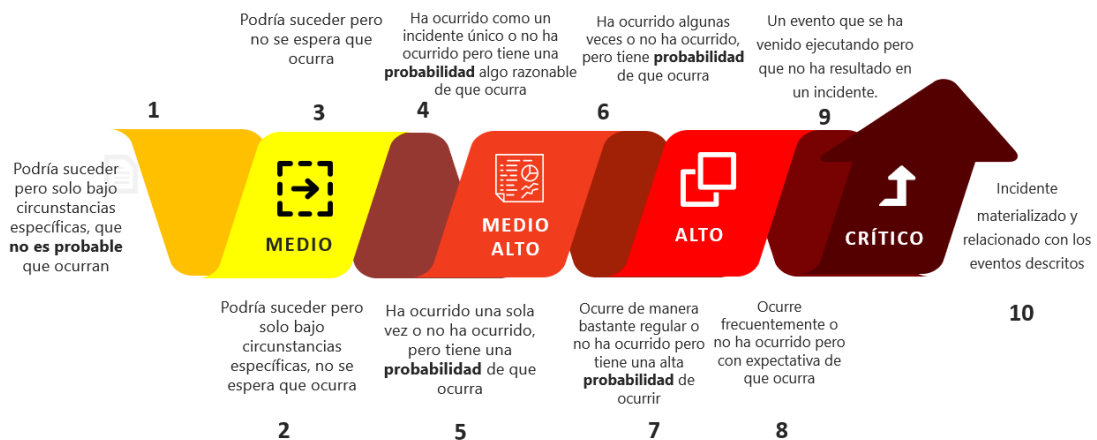 1
Podría suceder
pero solo bajo
circunstancias
específicas, que
no es probable
que ocurran
Podría suceder pero
solo bajo
circunstancias
específicas, no se
espera que ocurra
2
Podría suceder pero
no se espera que
ocurra
3
MEDIO
Ha ocurrido como un
incidente único o no ha
ocurrido pero tiene una
probabilidad algo razonable
de que ocurra
4
Ha ocurrido una sola
vez o no ha ocurrido,
pero tiene una
probabilidad de que
ocurra
5
MEDIO
ALTO
Ha ocurrido algunas
veces o no ha ocurrido,
pero tiene probabilidad
de que ocurra
6
Ocurre de manera
bastante regular o
no ha ocurrido pero
tiene una alta
probabilidad de
ocurrir
7
ALTO
Ocurre
frecuentemente o
no ha ocurrido pero
con expectativa de
que ocurra
8
Un evento que se ha
venido ejecutando pero
que no ha resultado en
un incidente.
9
CRÍTICO
Incidente
materializado y
relacionado con los
eventos descritos
10